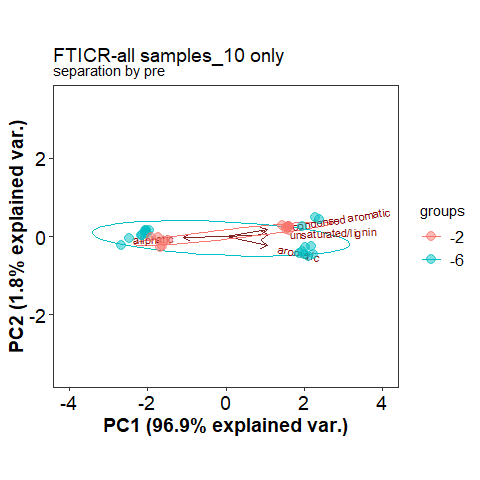 FTICR-all samples_10 only
separation by pre
PC2 (1.8% explained var.)
2
0
-2
condensed aromatic
unsaturated/lignin
aliphatic
aromatic
groups
-2
-6
-4
-2
0
2
4
PC1 (96.9% explained var.)